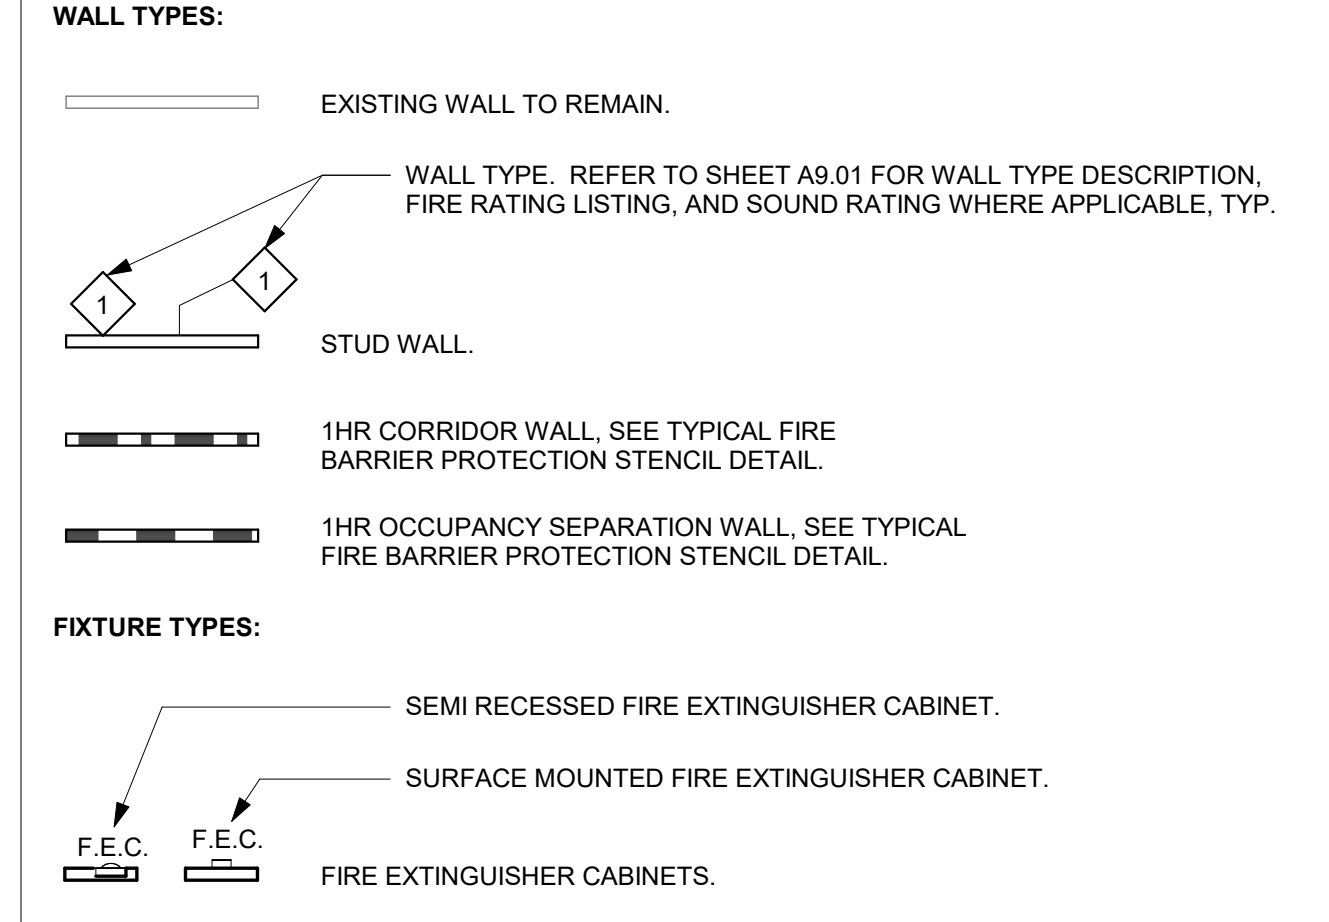 WALL TYPES:
EXISTING WALL TO REMAIN.
WALL TYPE.  REFER TO SHEET A9.01 FOR WALL TYPE DESCRIPTION,
FIRE RATING LISTING, AND SOUND RATING WHERE APPLICABLE, TYP.
1
1
STUD WALL.
1HR CORRIDOR WALL, SEE TYPICAL FIRE
BARRIER PROTECTION STENCIL DETAIL.
1HR OCCUPANCY SEPARATION WALL, SEE TYPICAL
FIRE BARRIER PROTECTION STENCIL DETAIL.
FIXTURE TYPES:
SEMI RECESSED FIRE EXTINGUISHER CABINET.
SURFACE MOUNTED FIRE EXTINGUISHER CABINET.
F.E.C.
F.E.C.
FIRE EXTINGUISHER CABINETS.